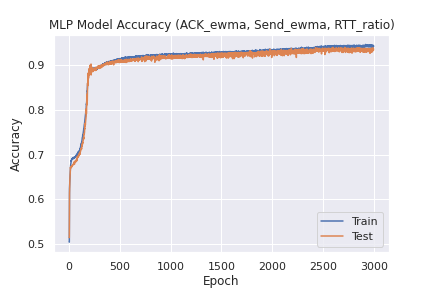 MLP Model Accuracy (ACK_ewma, Send_ewma, RTT_ratio)
0.9
0.8
0.7
0.6
0.5
Accuracy
Train
Test
0 500 1000 1500 2000 2500 3000
Epoch